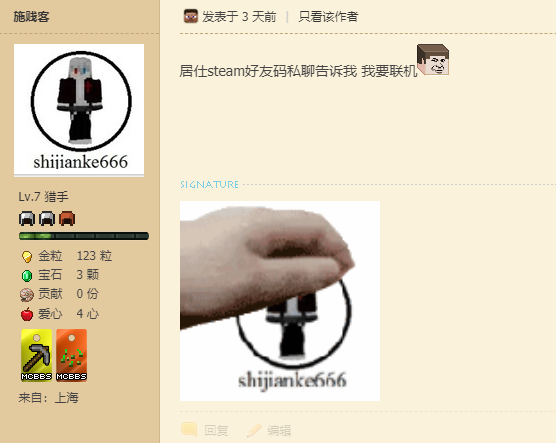 施贱客
发表于 3 天前 | 只看该作者
shijianke666
居仕steam好友码私聊告诉我 我要联机
Lv.7 猎手
金粒 123 粒
宝石 3 颗
贡献 0 份
爱心 4 心
MCBBS MCBBS
来自: 上海
SIGNATURE
shijianke666
回复 编辑